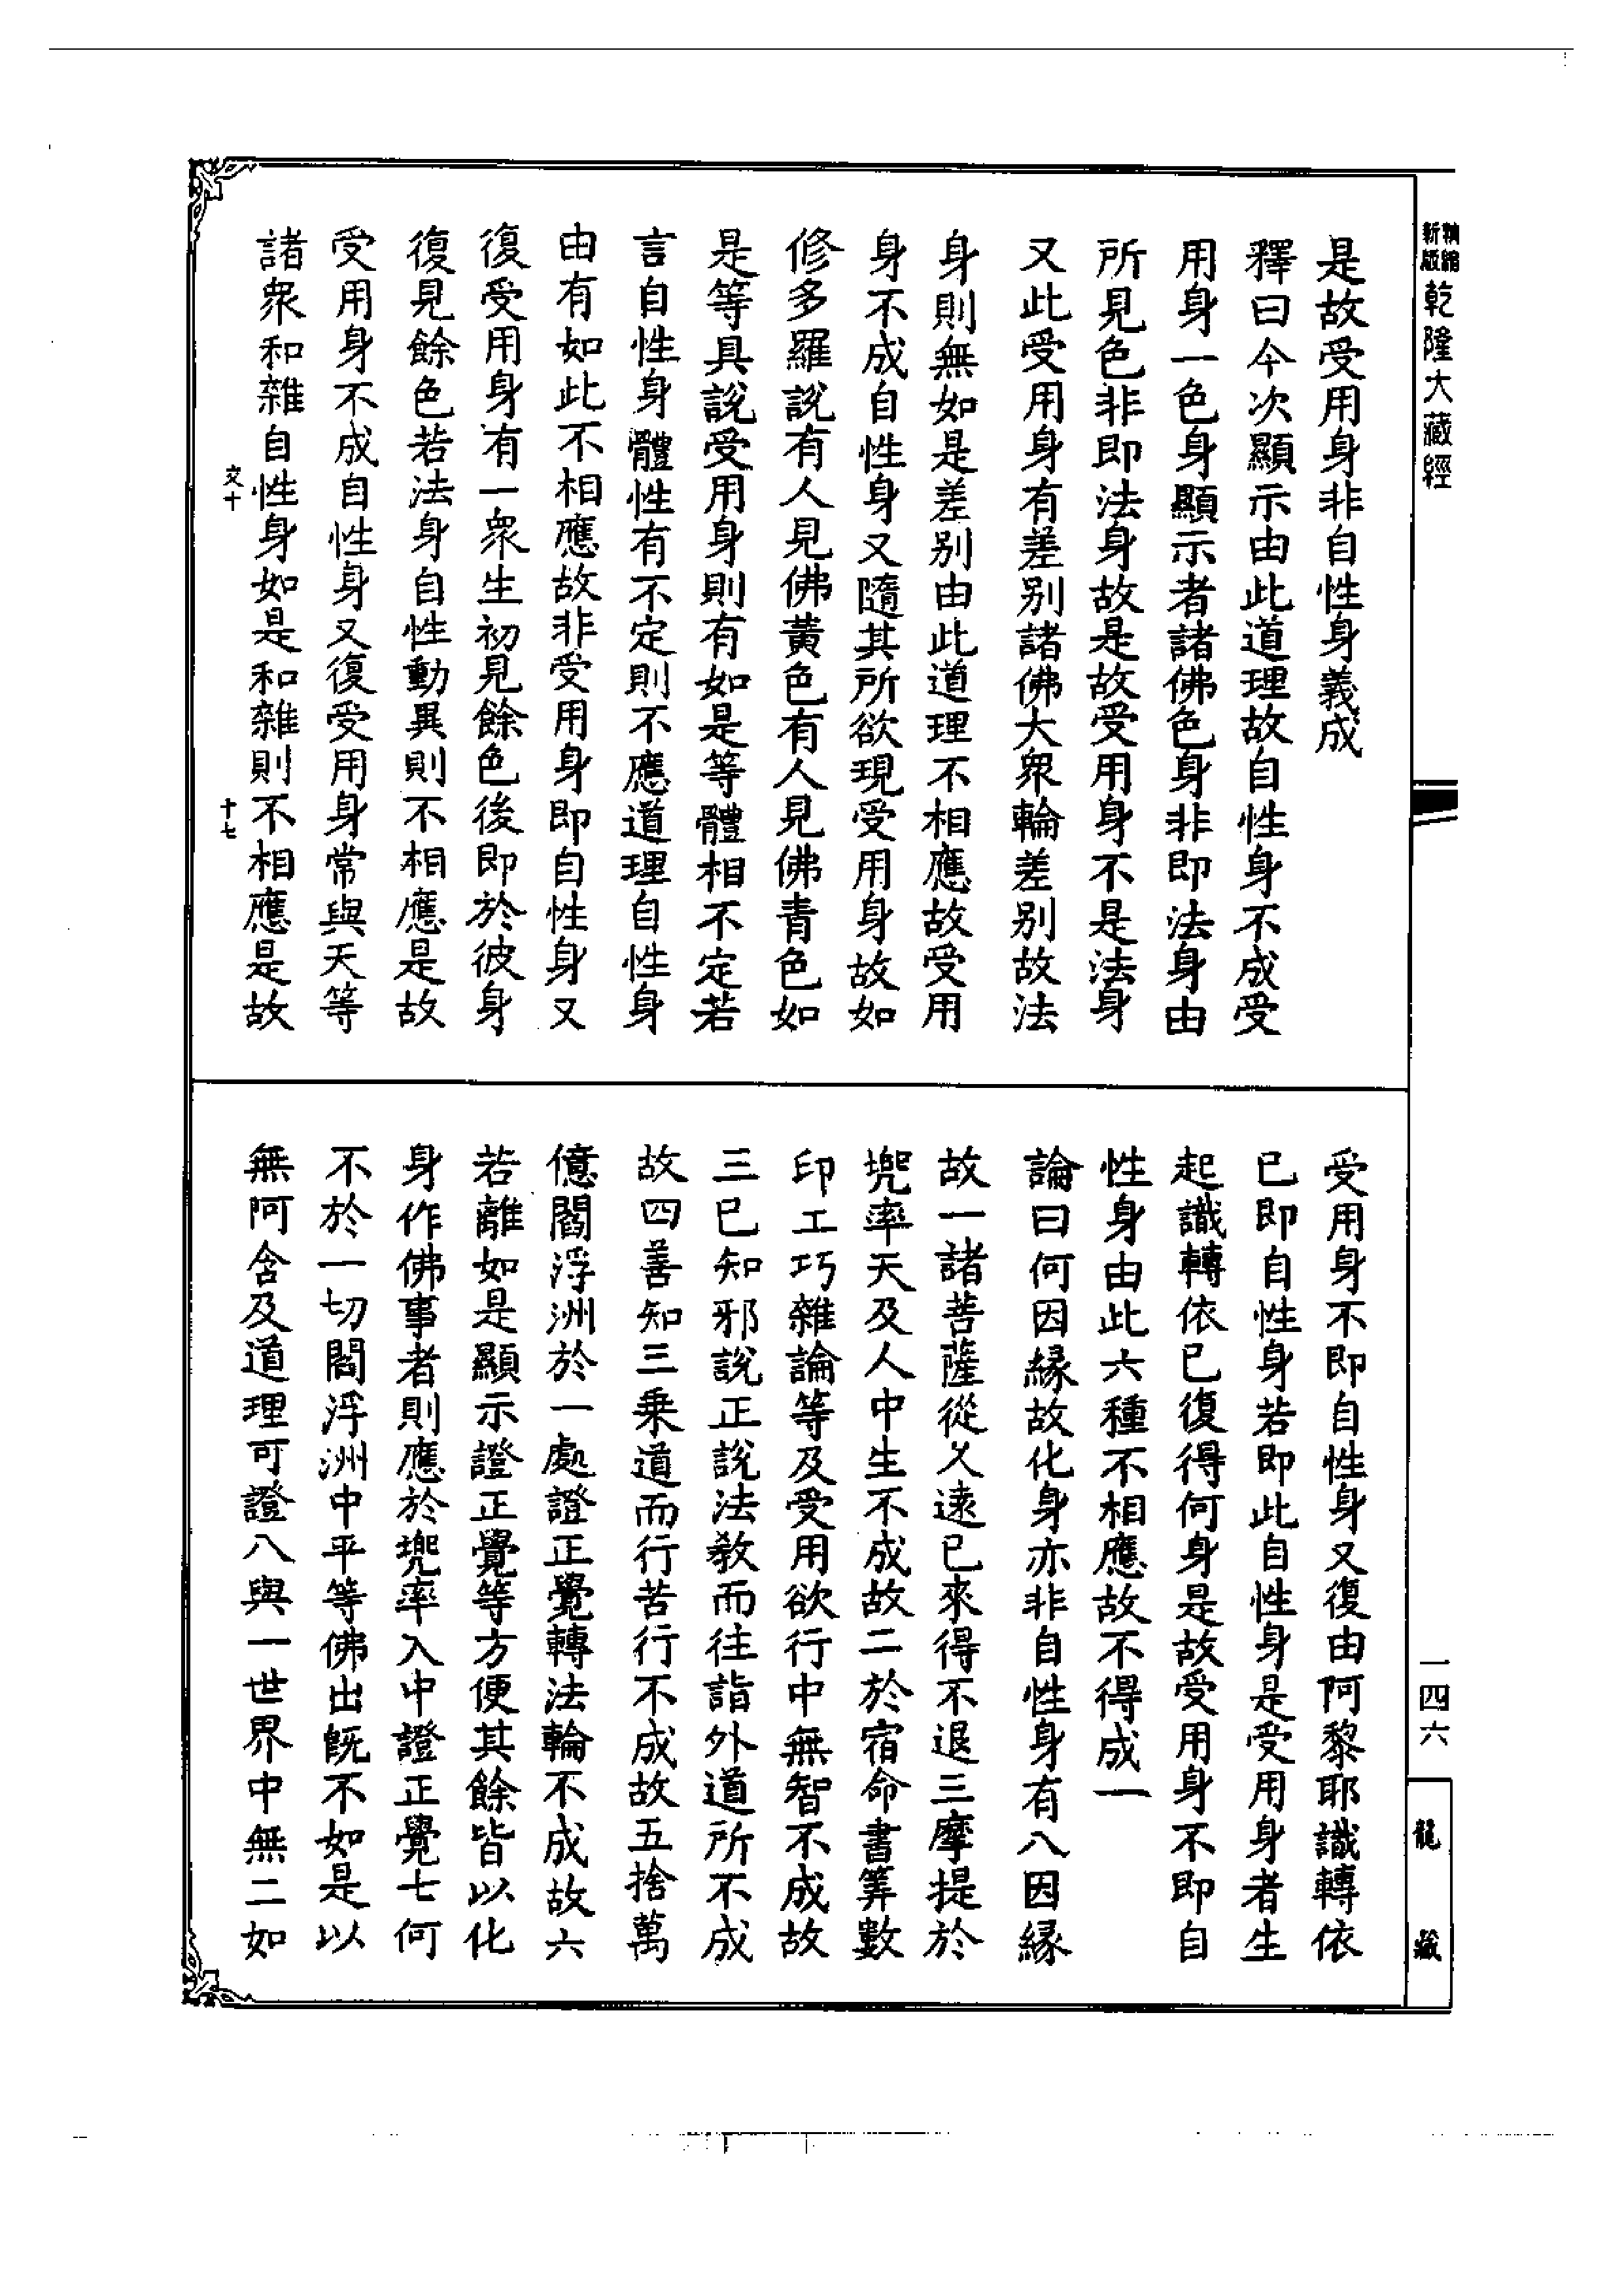 精縮新版乾隆大藏經
是故受用身非自性身義成
釋曰今次顯示由此道理故自性身不成受
用身一色身顯示者諸佛色身非即法身由
所見色非即法身故是故受用身不是法身
又此受用身有差别諸佛大衆輪差别故法
身則無如是差别由此道理不相應故受用
身不成自性身又隨其所欲現受用身故如
修多羅説有人見佛黄色有人見佛青色如
是等具説受用身則有如是等體相不定若
言自性身體性有不定則不應道理自性身
由有如此不相應故非受用身即自性身又
復受用身有一衆生初見餘色後即於彼身
復見餘色若法身自性動異則不相應是故
受用身不成自性身又復受用身常與天等
諸衆和雜自性身如是和雜則不相應是故
交十
十七
受用身不即自性身又復由阿黎耶識轉依
已即自性身若即此自性身是受用身者生
起識轉依已復得何身是故受用身不即自
性身由此六種不相應故不得成一
論曰何因緣故化身亦非自性身有八因緣
故一諸菩薩從久遠已來得不退三摩提於
兜率天及人中生不成故二於宿命書筭數
印工巧雜論等及受用欲行中無智不成故
三已知邪説正説法教而往詣外道所不成
故四善知三乗道而行苦行不成故五捨萬
億閻浮洲於一處證正覺轉法輪不成故六
若離如是顯示證正覺等方便其餘皆以化
身作佛事者則應於兜率入中證正覺七何
不於一切閻浮洲中平等佛出既不如是以
無阿含及道理可證八與一世界中無二如
一四六
龍藏